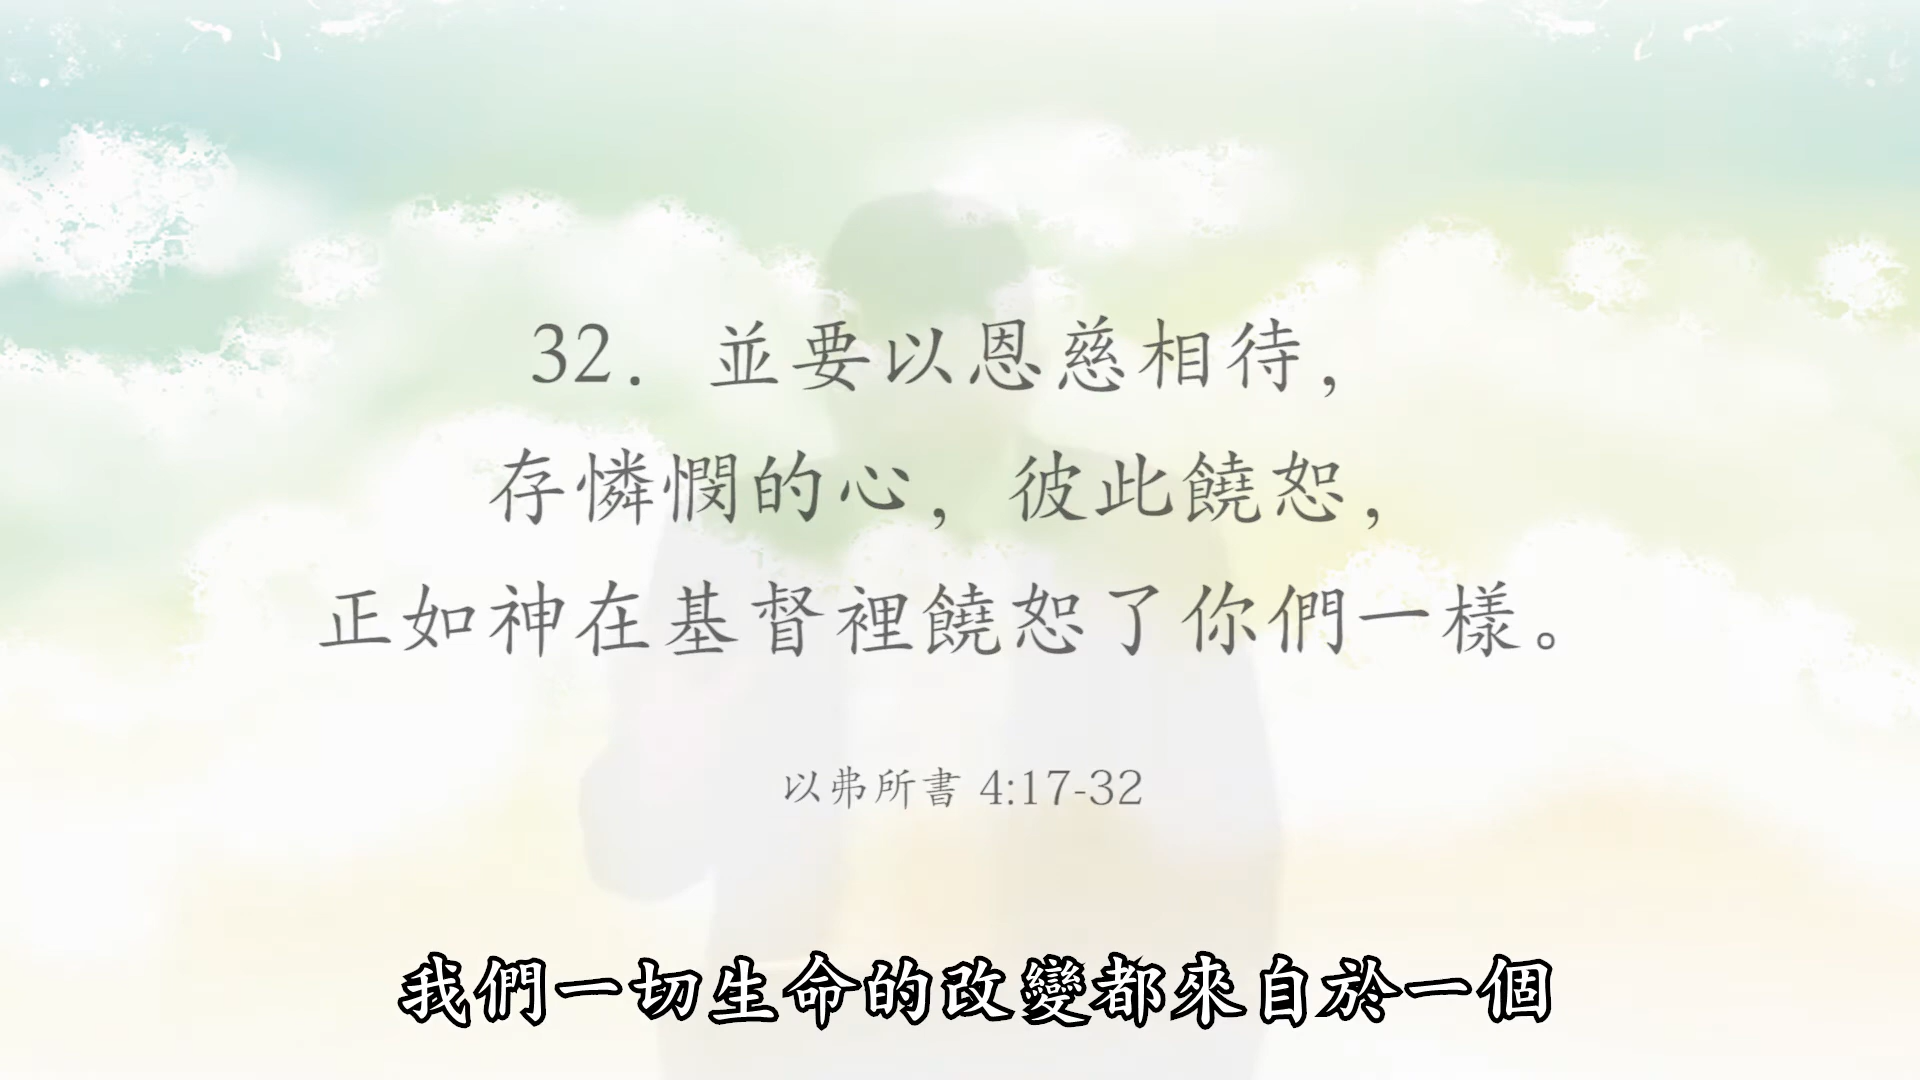 32. 並要以恩慈相待,
存憐憫的心, 彼此饒恕,
正如神在基督裡饒恕了你們一樣。
以弗所書 4:17-32
我們一切生命的改變都來自於一個